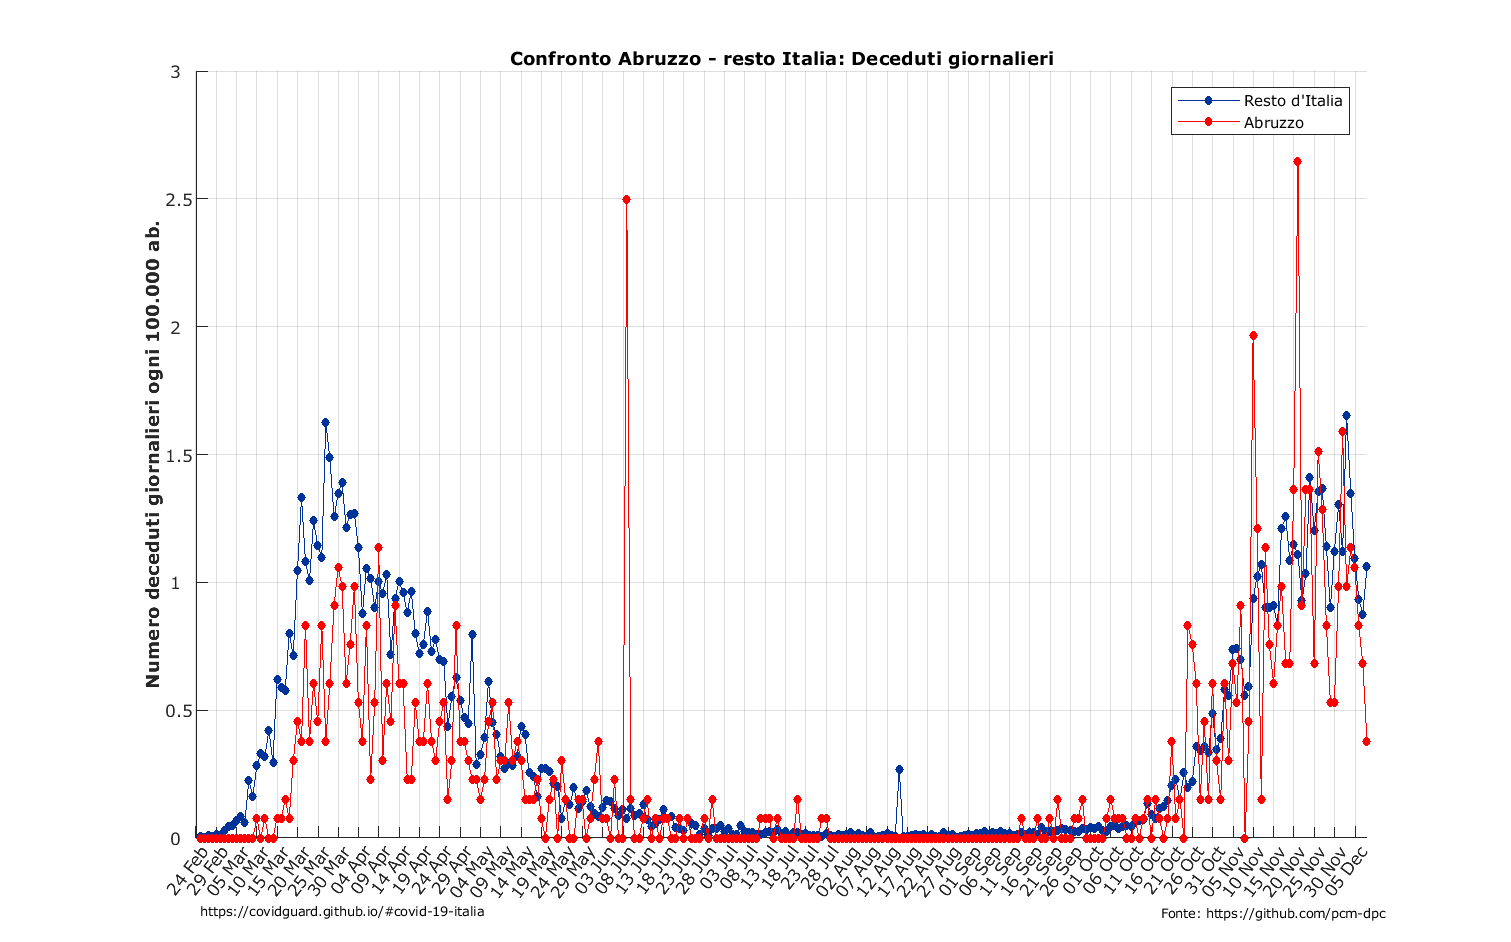 Confronto Abruzzo - resto Italia: Deceduti giornalieri
Resto d'Italia
Abruzzo
Numero deceduti giornalieri ogni 100.000 ab.
3
2.5
2
1.5
1
0.5
0
24 Feb
29 Feb
05 Mar
10 Mar
15 Mar
20 Mar
25 Mar
30 Mar
04 Apr
09 Apr
14 Apr
19 Apr
24 Apr
29 Apr
04 May
09 May
14 May
19 May
24 May
29 May
03 Jun
08 Jun
13 Jun
18 Jun
23 Jun
28 Jun
03 Jul
08 Jul
13 Jul
18 Jul
23 Jul
28 Jul
02 Aug
07 Aug
12 Aug
17 Aug
22 Aug
27 Aug
01 Sep
06 Sep
11 Sep
16 Sep
21 Sep
26 Sep
01 Oct
06 Oct
11 Oct
16 Oct
21 Oct
26 Oct
31 Oct
05 Nov
10 Nov
15 Nov
20 Nov
25 Nov
30 Nov
05 Dec
https://covidguard.github.io/#covid-19-italia
Fonte: https://github.com/pcm-dpc